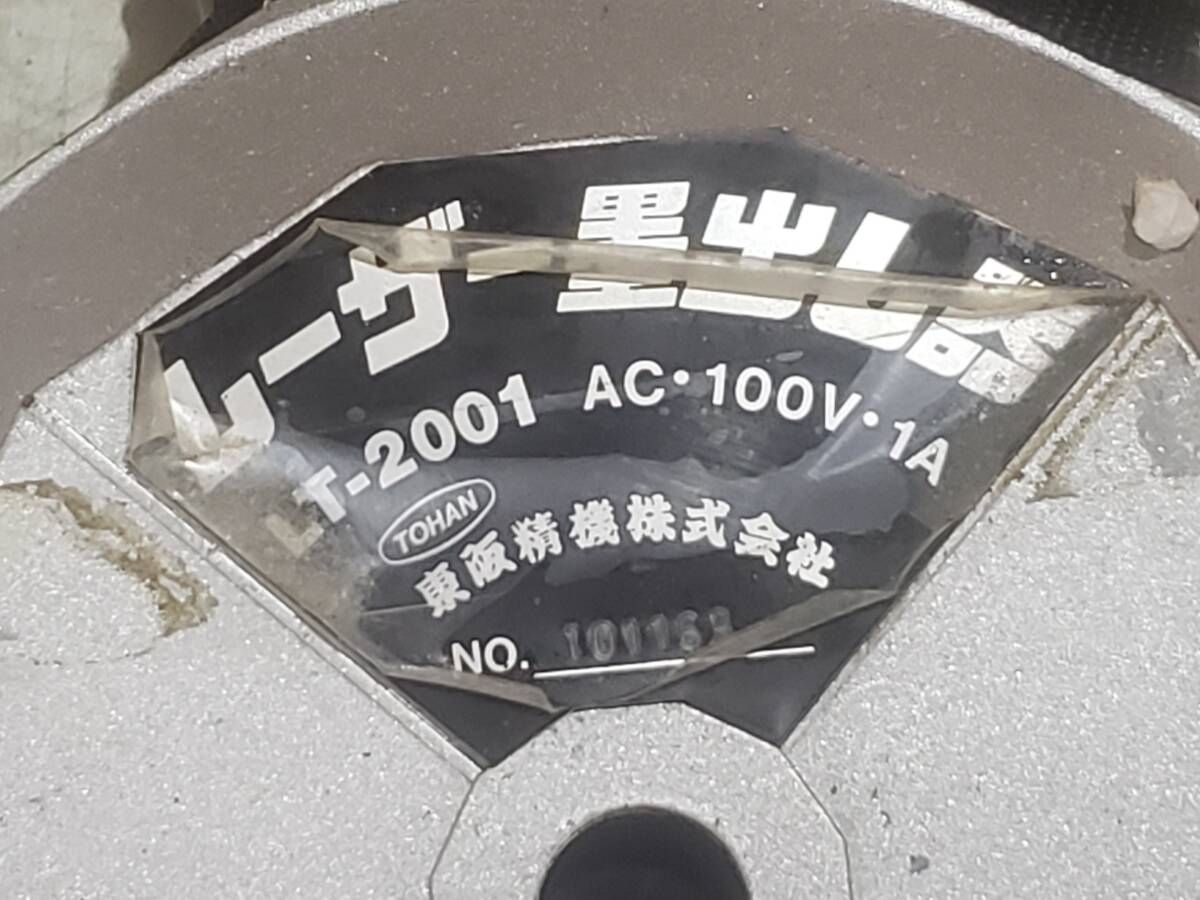 レーザー墨出し器
T-2001 AC・100V・1A
TOHAN
東阪精機株式会社
NO.